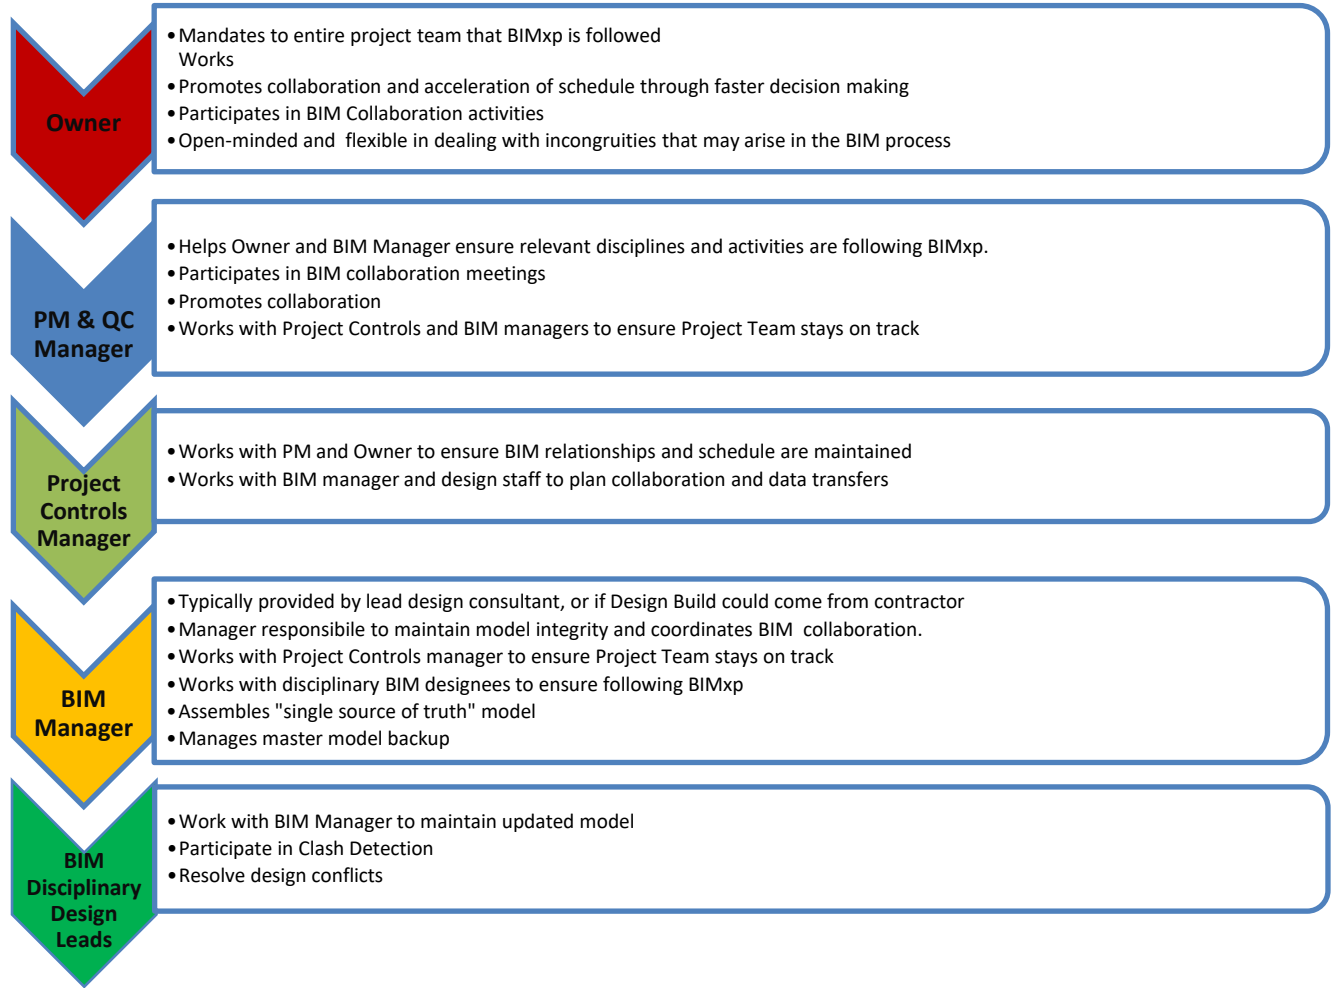 Owner
•Mandates to entire project team that BIMxp is followed
Works
•Promotes collaboration and acceleration of schedule through faster decision making
•Participates in BIM Collaboration activities
•Open-minded and  flexible in dealing with incongruities that may arise in the BIM process
PM & QC
Manager
•Helps Owner and BIM Manager ensure relevant disciplines and activities are following BIMxp.
•Participates in BIM collaboration meetings
•Promotes collaboration
•Works with Project Controls and BIM managers to ensure Project Team stays on track
Project
Controls
Manager
•Works with PM and Owner to ensure BIM relationships and schedule are maintained
•Works with BIM manager and design staff to plan collaboration and data transfers
BIM
Manager
•Typically provided by lead design consultant, or if Design Build could come from contractor
•Manager responsibile to maintain model integrity and coordinates BIM  collaboration.
•Works with Project Controls manager to ensure Project Team stays on track
•Works with disciplinary BIM designees to ensure following BIMxp
•Assembles "single source of truth" model
•Manages master model backup
BIM
Disciplinary
Design
Leads
•Work with BIM Manager to maintain updated model
•Participate in Clash Detection
•Resolve design conflicts